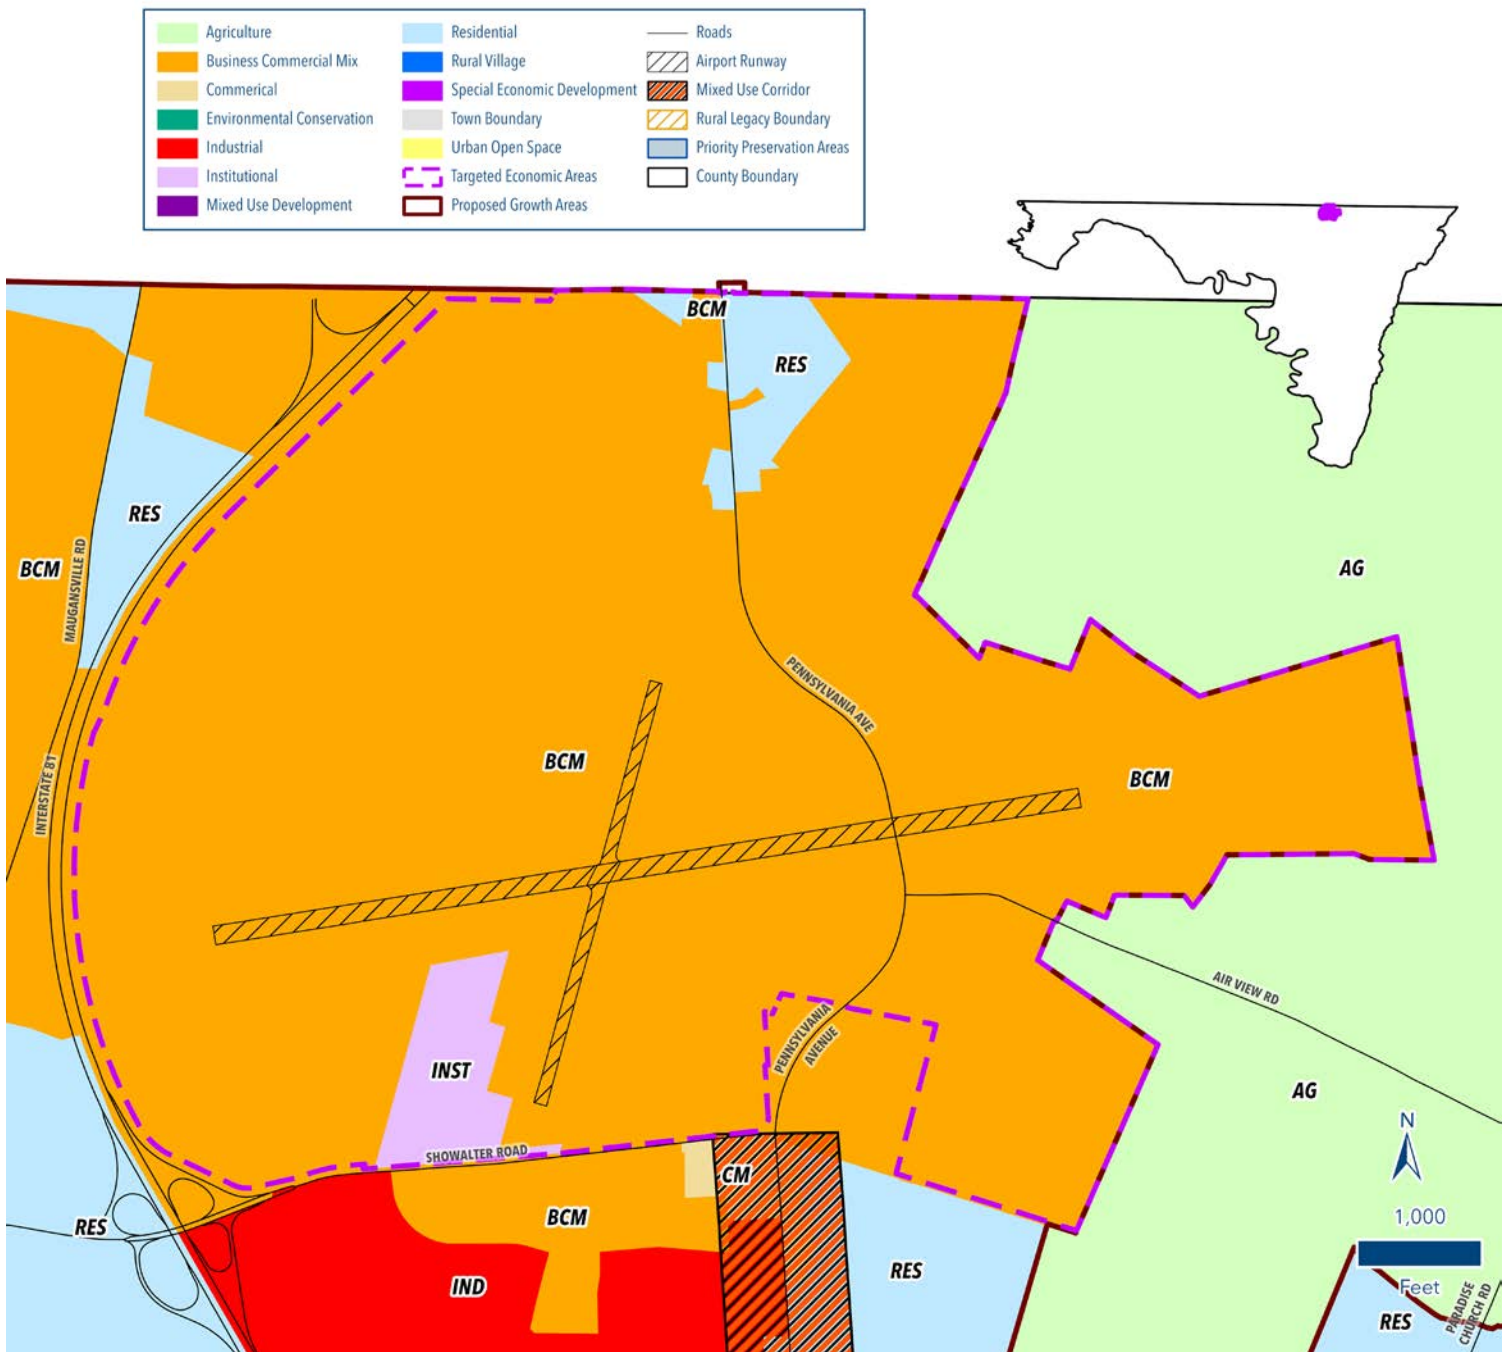 Agriculture
Business Commercial Mix
Commerical
Environmental Conservation
Industrial
Institutional
Mixed Use Development
Residential
Rural Village
Special Economic Development
Town Boundary
Urban Open Space
Targeted Economic Areas
Proposed Growth Areas
Roads
Airport Runway
Mixed Use Corridor
Rural Legacy Boundary
Priority Preservation Areas
County Boundary
BCM
RES
RES
BCM
MAUGANSVILLE RD
AG
PENNSYLVANIA AVE
BCM
BCM
INTERSTATE 81
AIR VIEW RD
PENNSYLVANIA
AVENUE
INST
AG
SHOWALTER ROAD
CM
BCM
RES
IND
RES
N
1,000
Feet
RES
PARADISE
CHURCH RD